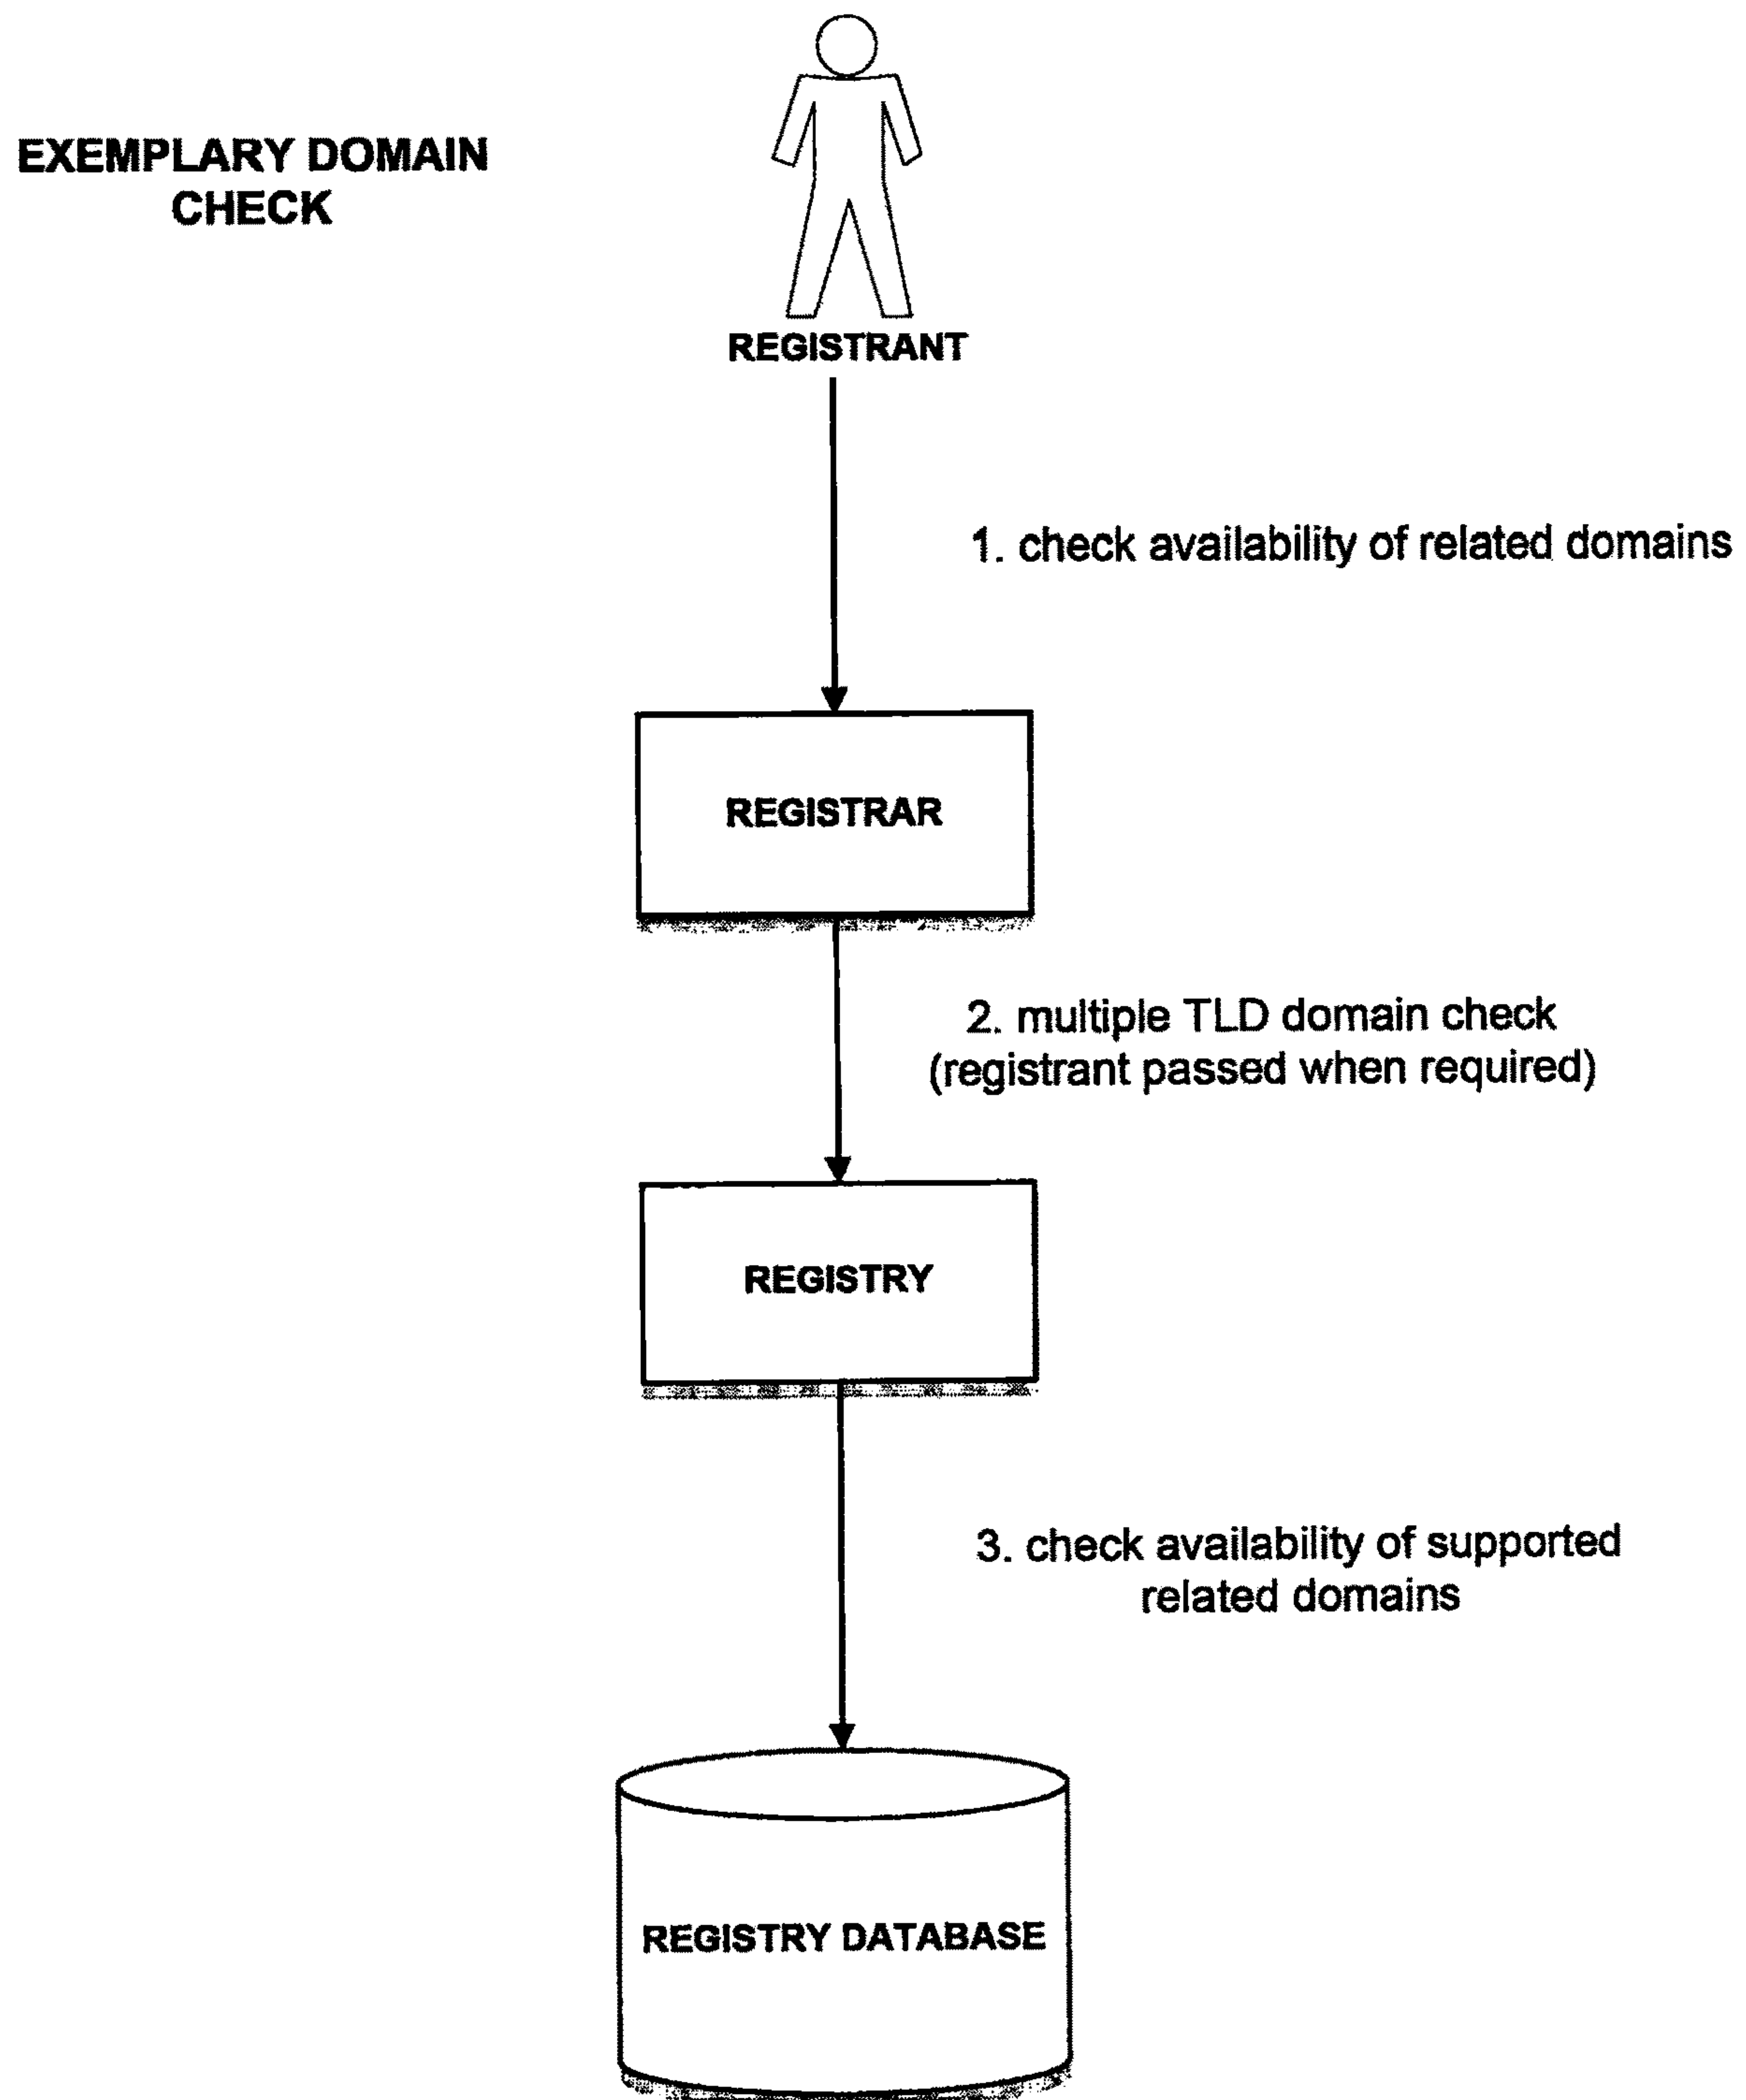 EXEMPLARY DOMAIN
CHECK
REGISTRANT
1. check availability of related domains
REGISTRAR
2. multiple TLD domain check
(registrant passed when required)
REGISTRY
3. check availability of supported
related domains
REGISTRY DATABASE